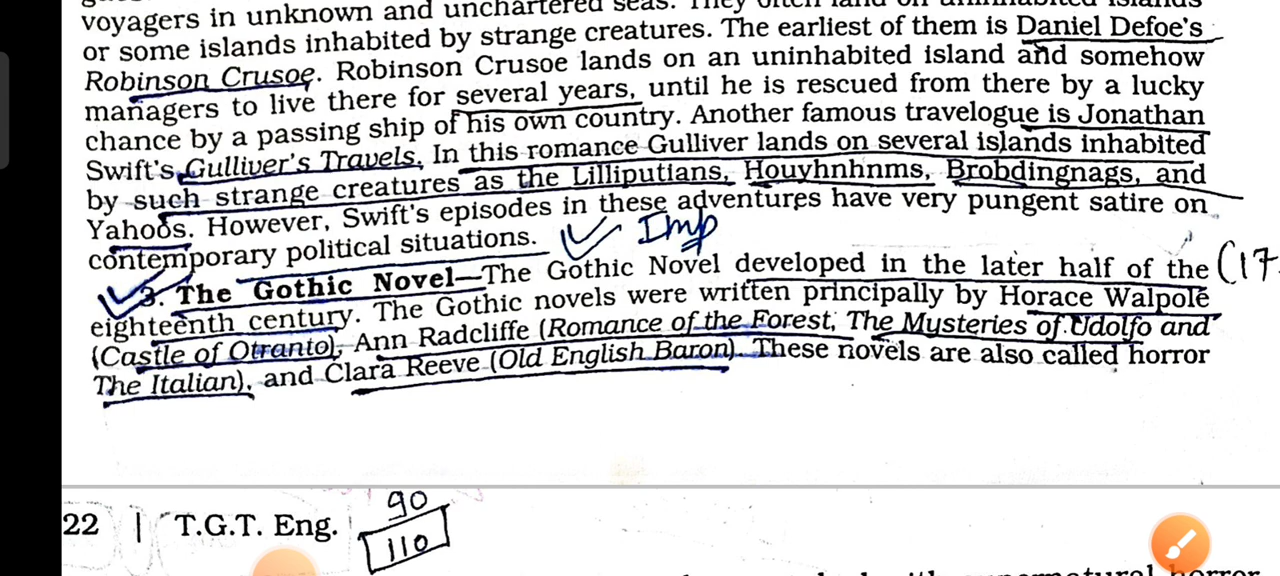 voyagers in unknown and unchartered seas. They often land on uninhabited islands
or some islands inhabited by strange creatures. The earliest of them is Daniel Defoe's
Robinson Crusoe. Robinson Crusoe lands on an uninhabited island and somehow
managers to live there for several years, until he is rescued from there by a lucky
chance by a passing ship of his own country. Another famous travelogue is Jonathan
Swift's Gulliver's Travels. In this romance Gulliver lands on several islands inhabited
by such strange creatures as the Lilliputians, Houyhnhnms, Brobdingnags, and
Yahoos. However, Swift's episodes in these adventures have very pungent satire on
contemporary political situations. Imp
3. The Gothic Novel—The Gothic Novel developed in the later half of the (17
eighteenth century. The Gothic novels were written principally by Horace Walpole
(Castle of Otranto), Ann Radcliffe (Romance of the Forest, The Mysteries of Udolfo and
The Italian), and Clara Reeve (Old English Baron). These novels are also called horror
90
22 | T.G.T. Eng.
110
horror